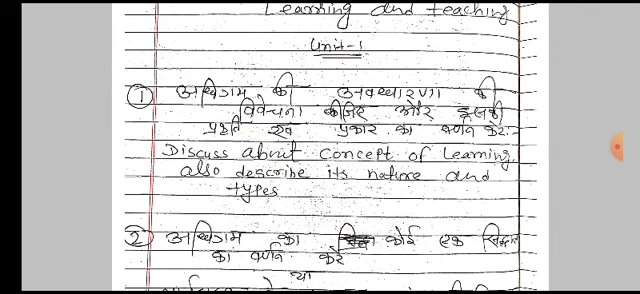 Learning and teaching
Unit-1
① अधिगम की अवधारणा की
विवेचना कीजिए और इसकी
प्रकृति एवं प्रकार का वर्णन करे.
Discuss about concept of Learning,
also describe its nature and
types
② अधिगम का कोई एक सिद्धान्त
का वर्णन करे
या